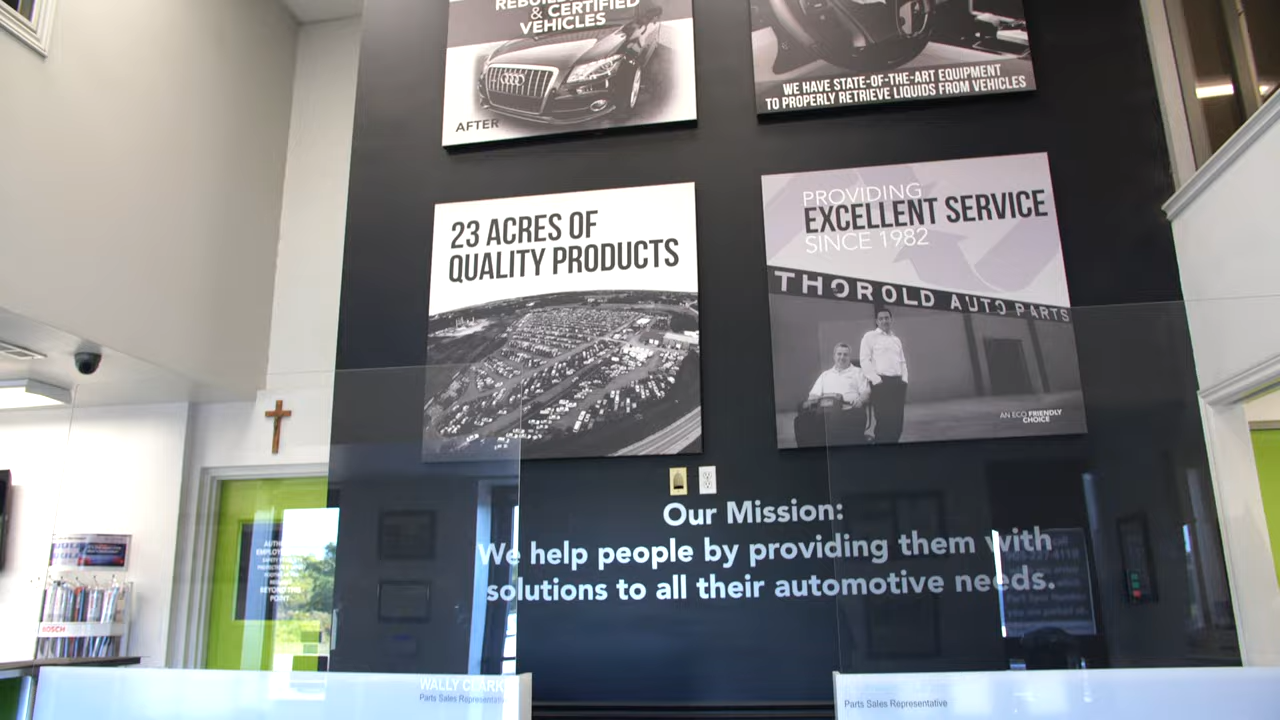 & CERTIFIED
VEHICLES
AFTER
WE HAVE STATE-OF-THE-ART EQUIPMENT
TO PROPERLY RETRIEVE LIQUIDS FROM VEHICLES
23 ACRES OF
QUALITY PRODUCTS
PROVIDING
EXCELLENT SERVICE
SINCE 1982
THOROLD AUTO PARTS
AN ECO FRIENDLY
CHOICE
Our Mission:
We help people by providing them with
solutions to all their automotive needs.
BEYOND THIS
POINT
BOSCH
WALLY CLARK
Parts Sales Representative
Parts Sales Representative